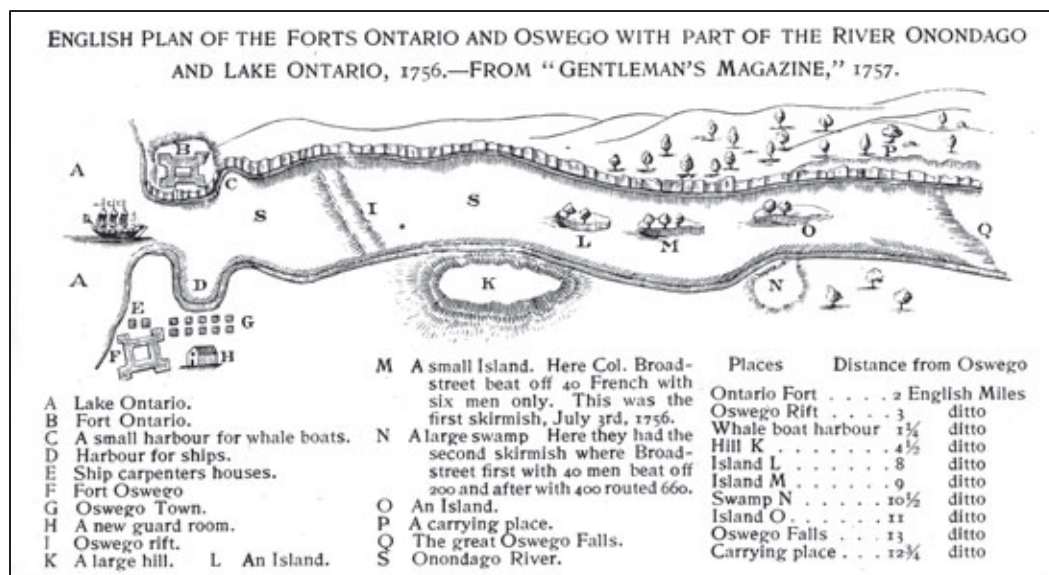 ENGLISH PLAN OF THE FORTS ONTARIO AND OSWEGO WITH PART OF THE RIVER ONONDAGO
AND LAKE ONTARIO, 1756.—FROM "GENTLEMAN'S MAGAZINE," 1757.
B
P
A
C
S
I
S
L
M
O
Q
A
D
K
N
E
G
F
H
A Lake Ontario.
B Fort Ontario.
C A small harbour for whale boats.
D Harbour for ships.
E Ship carpenters houses.
F Fort Oswego
G Oswego Town.
H A new guard room.
I Oswego rift.
K A large hill. L An Island.
M A small Island. Here Col. Broad-
street beat off 40 French with
six men only. This was the
first skirmish, July 3rd, 1756.
N A large swamp Here they had the
second skirmish where Broad-
street first with 40 men beat off
200 and after with 400 routed 660.
O An Island.
P A carrying place.
Q The great Oswego Falls.
S Onondago River.
Places Distance from Oswego
Ontario Fort . . . . 2 English Miles
Oswego Rift . . . . 3 ditto
Whale boat harbour 1¼ ditto
Hill K . . . . . . . 4½ ditto
Island L . . . . . . 8 ditto
Island M . . . . . . 9 ditto
Swamp N . . . . . . 10½ ditto
Island O . . . . . . 11 ditto
Oswego Falls . . . 13 ditto
Carrying place . . . 12¾ ditto